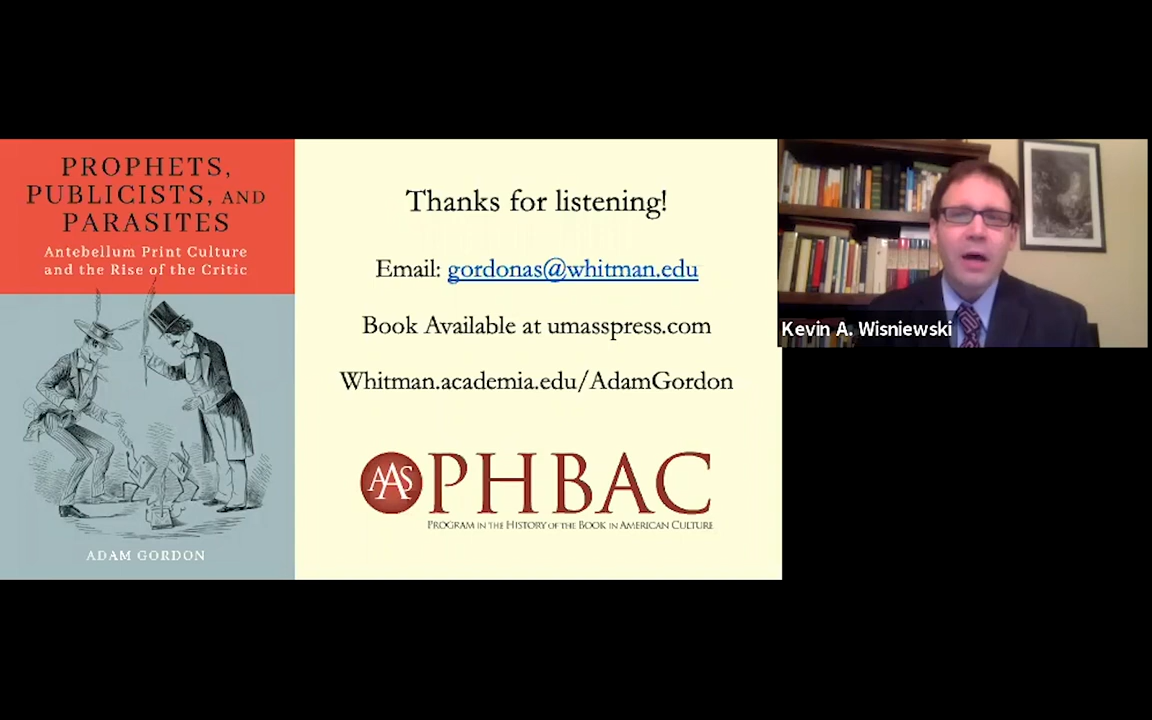 PROPHETS,
PUBLICISTS, AND
PARASITES
Antebellum Print Culture
and the Rise of the Critic
ADAM GORDON
Thanks for listening!
Email: gordonas@whitman.edu
Book Available at umasspress.com
Whitman.academia.edu/AdamGordon
AAS PHBAC
PROGRAM IN THE HISTORY OF THE BOOK IN AMERICAN CULTURE
Kevin A. Wisniewski